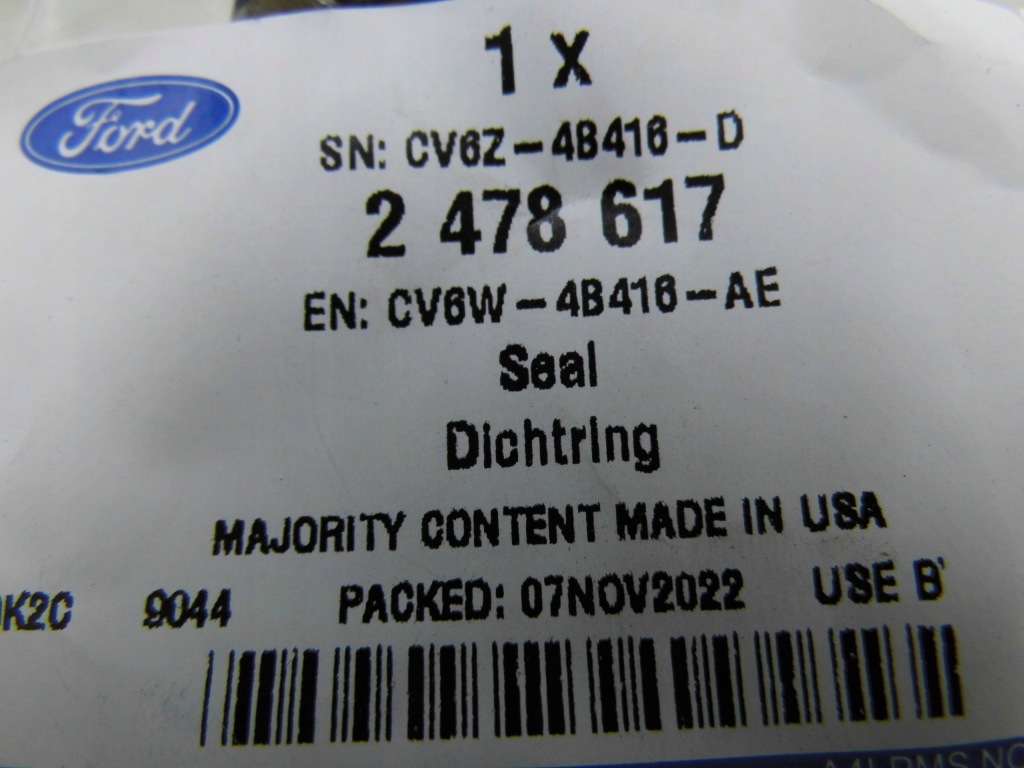 1 X
Ford
SN: CV6Z-4B416-D
2 478 617
EN: CV6W-4B416-AE
Seal
Dichtring
MAJORITY CONTENT MADE IN USA
9044 PACKED: 07NOV2022 USE